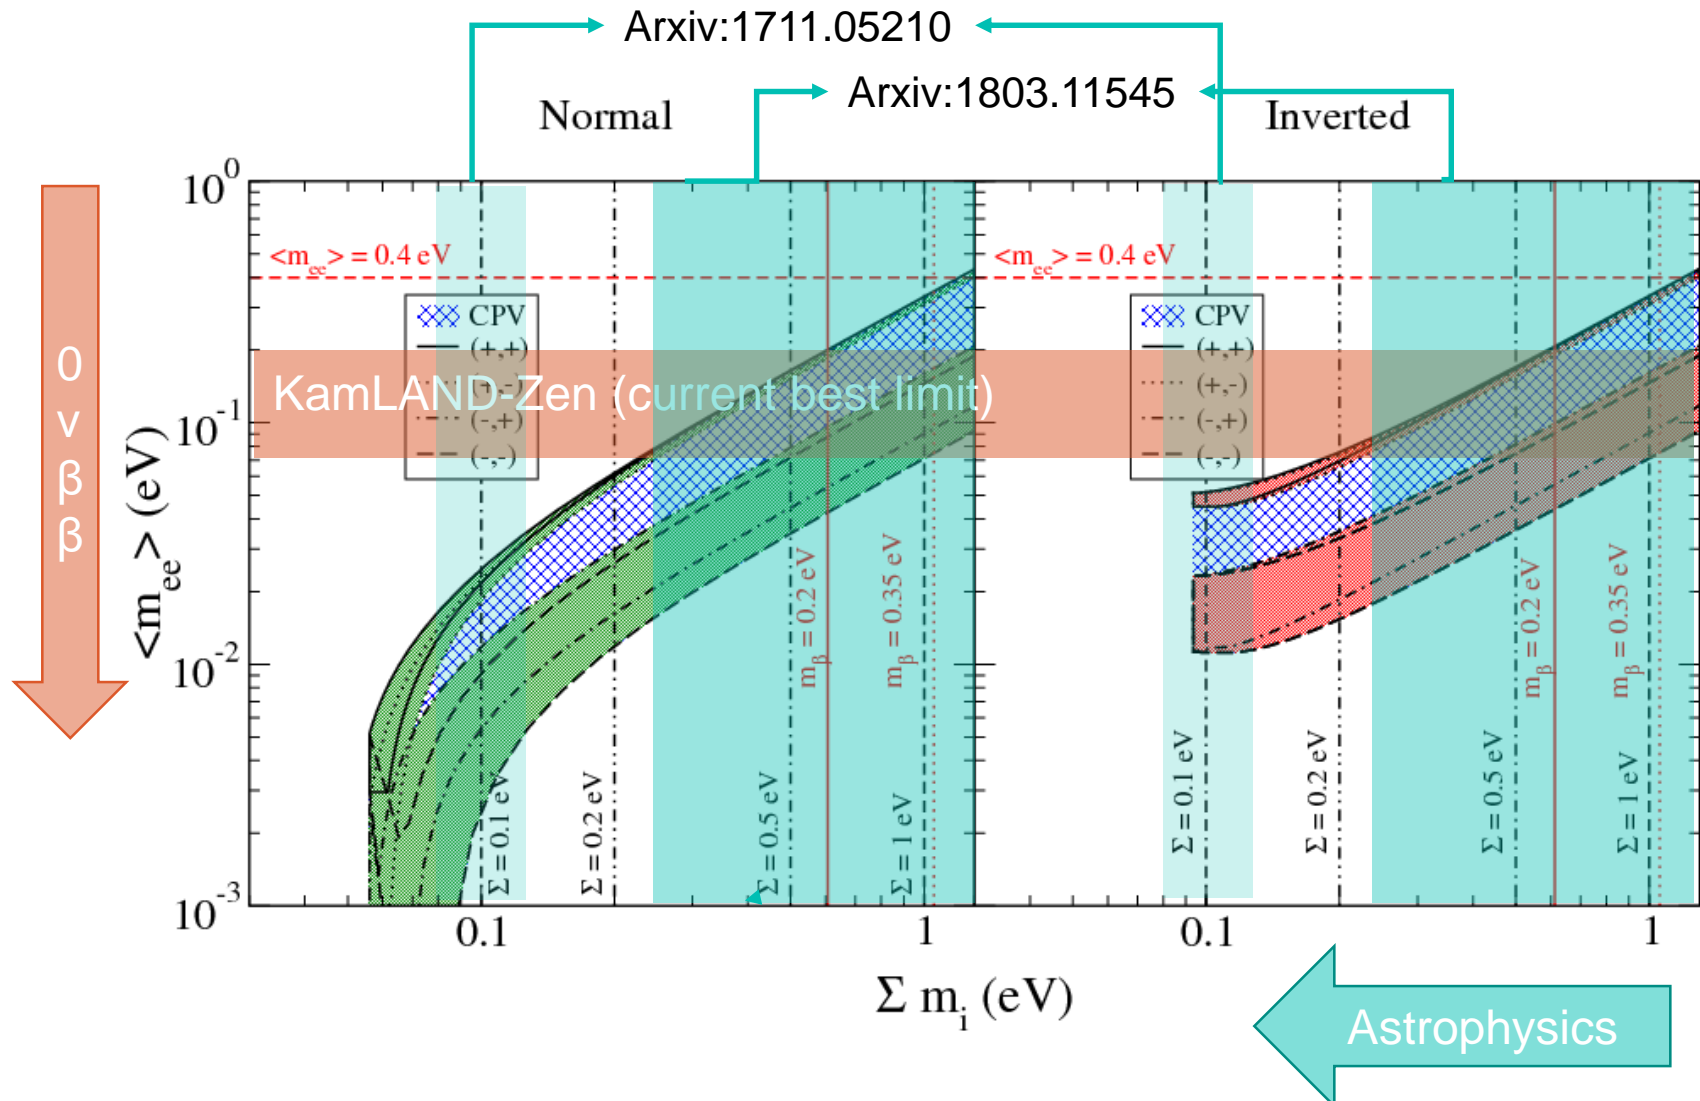 Arxiv:1711.05210
Arxiv:1803.11545
Normal
Inverted
10^0
<m_ee> = 0.4 eV
<m_ee> = 0.4 eV
CPV
(+,+)
(+,-)
(-,+)
(-,-)
CPV
(+,+)
(+,-)
(-,+)
(-,-)
KamLAND-Zen (current best limit)
0
ν
β
β
10^-1
<m_ee> (eV)
10^-2
10^-3
Σ = 0.1 eV
Σ = 0.2 eV
Σ = 0.5 eV
m_β = 0.2 eV
m_β = 0.35 eV
Σ = 1 eV
Σ = 0.1 eV
Σ = 0.2 eV
Σ = 0.5 eV
m_β = 0.2 eV
m_β = 0.35 eV
Σ = 1 eV
0.1
1
0.1
1
Σ m_i (eV)
Astrophysics